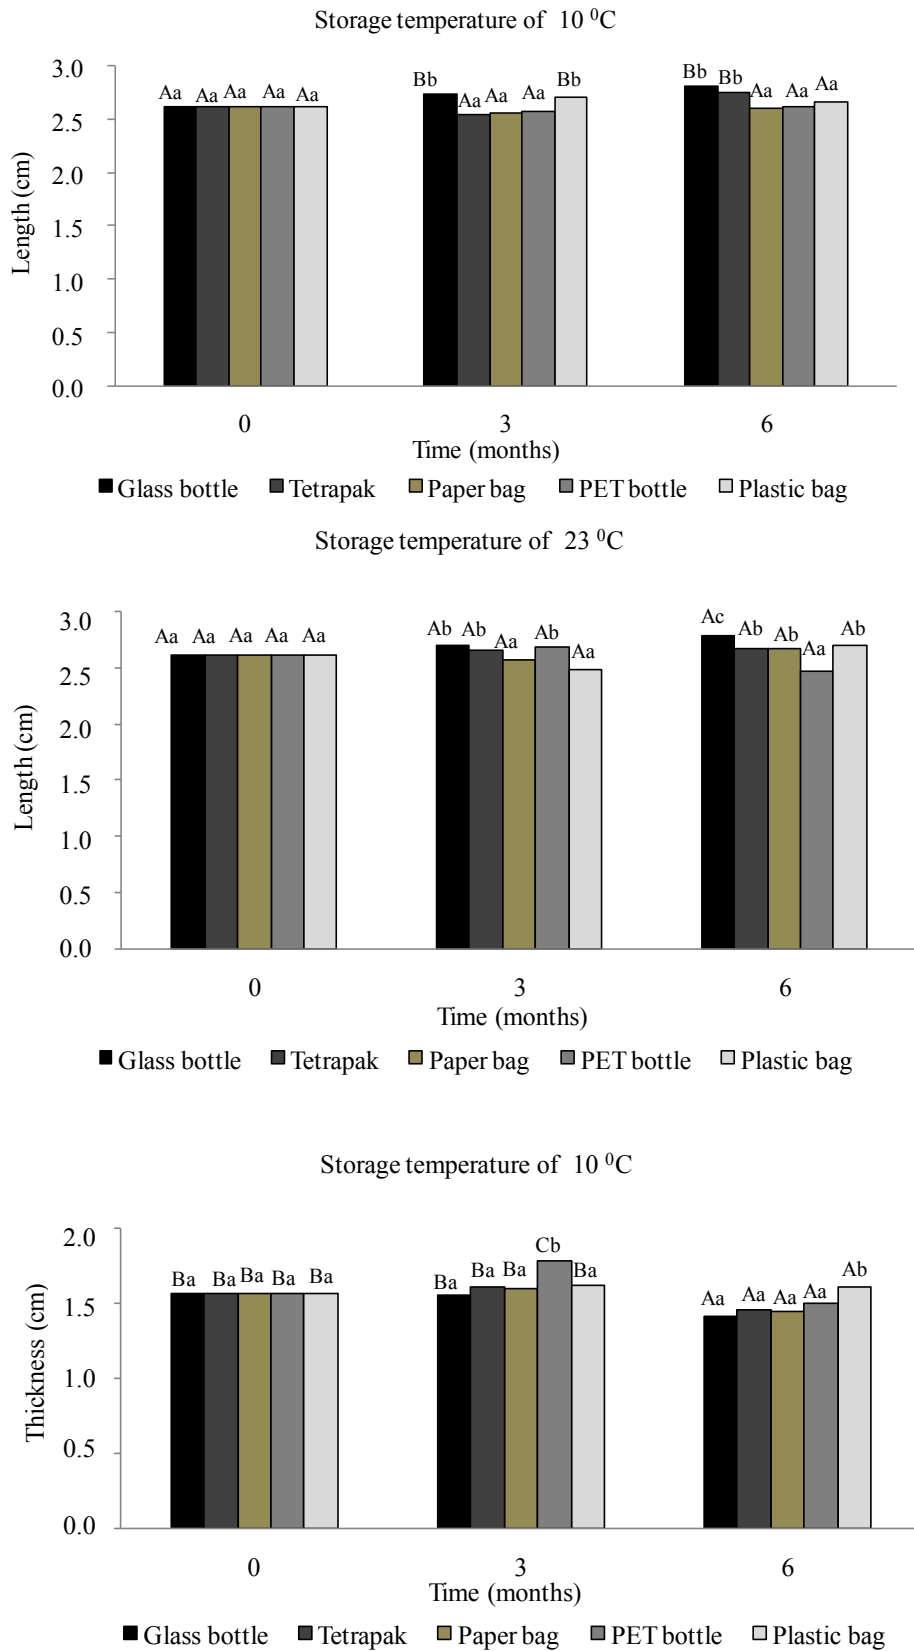 Storage temperature of 10 ⁰C
3.0
2.5
2.0
1.5
1.0
0.5
0.0
Length (cm)
Aa Aa Aa Aa Aa
Bb Aa Aa Aa Bb
Bb Bb Aa Aa Aa
0 3 6
Time (months)
Glass bottle Tetrapak Paper bag PET bottle Plastic bag
Storage temperature of 23 ⁰C
3.0
2.5
2.0
1.5
1.0
0.5
0.0
Length (cm)
Aa Aa Aa Aa Aa
Ab Ab Aa Ab Aa
Ac Ab Ab Aa Ab
0 3 6
Time (months)
Glass bottle Tetrapak Paper bag PET bottle Plastic bag
Storage temperature of 10 ⁰C
2.0
1.5
1.0
0.5
0.0
Thickness (cm)
Ba Ba Ba Ba Ba
Ba Ba Ba Cb Ba
Aa Aa Aa Aa Ab
0 3 6
Time (months)
Glass bottle Tetrapak Paper bag PET bottle Plastic bag